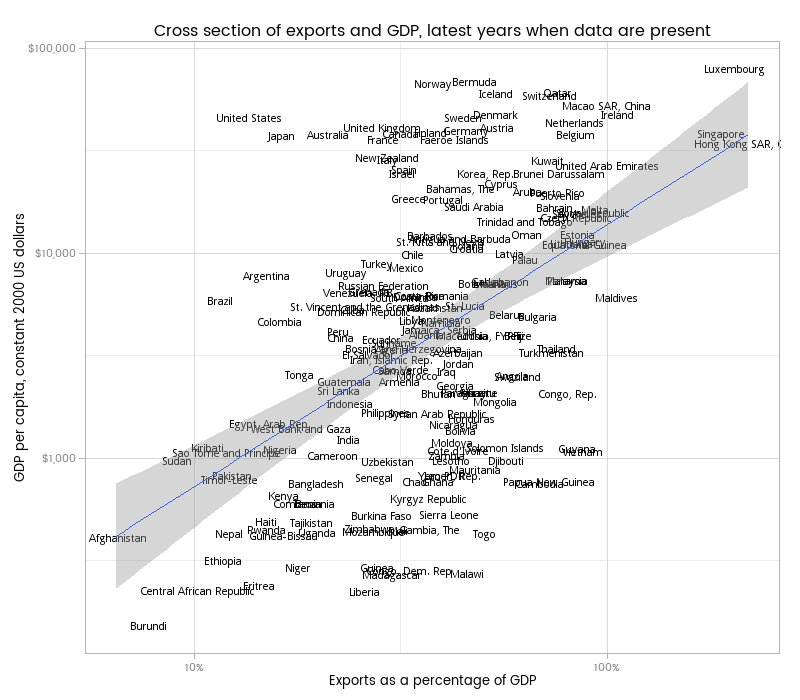 Cross section of exports and GDP, latest years when data are present
$100,000
Luxembourg
Norway
Bermuda
Iceland
Qatar
Switzerland
Macao SAR, China
Ireland
United States
Denmark
Sweden
Netherlands
United Kingdom
Austria
Germany
Belgium
Singapore
Japan
Australia
Canada
Finland
France
Faeroe Islands
Hong Kong SAR, C
New Zealand
Italy
Kuwait
United Arab Emirates
Spain
Israel
Korea, Rep.
Brunei Darussalam
Cyprus
Bahamas, The
Aruba
Puerto Rico
Slovenia
Greece
Portugal
Saudi Arabia
Bahrain
Malta
Czech Republic
Trinidad and Tobago
Barbados
Antigua and Barbuda
Oman
Estonia
St. Kitts and Nevis
Poland
Croatia
Hungary
Equatorial Guinea
$10,000
Chile
Latvia
Palau
Turkey
Mexico
Uruguay
Argentina
Russian Federation
Lebanon
Botswana
Malaysia
Venezuela
Costa Rica
Romania
South Africa
Brazil
Maldives
St. Vincent and the Grenadines
St. Lucia
Kazakhstan
Dominican Republic
Belarus
Bulgaria
Colombia
Libya
Montenegro
Namibia
Peru
Jamaica
Serbia
China
Albania
Belize
Ecuador
Suriname
Bosnia and Herzegovina
Thailand
El Salvador
Azerbaijan
Turkmenistan
Iran, Islamic Rep.
Jordan
Cabo Verde
Samoa
Iraq
Tonga
Morocco
Angola
Swaziland
Guatemala
Armenia
Georgia
Sri Lanka
Bhutan
Paraguay
Congo, Rep.
Indonesia
Mongolia
Philippines
Syrian Arab Republic
Honduras
Egypt, Arab Rep.
Nicaragua
West Bank and Gaza
Bolivia
India
Moldova
Kiribati
Nigeria
Sao Tome and Principe
Cote d'Ivoire
Solomon Islands
Guyana
Vietnam
Cameroon
Zambia
$1,000
Sudan
Uzbekistan
Lesotho
Djibouti
Mauritania
Pakistan
Timor-Leste
Senegal
Yemen, Rep.
Lao PDR
Bangladesh
Chad
Ghana
Papua New Guinea
Cambodia
Kenya
Kyrgyz Republic
Comoros
Tanzania
Benin
Burkina Faso
Sierra Leone
Haiti
Tajikistan
Rwanda
Zimbabwe
Gambia, The
Nepal
Guinea-Bissau
Uganda
Mozambique
Mali
Togo
Afghanistan
Ethiopia
Niger
Guinea
Congo, Dem. Rep.
Madagascar
Malawi
Eritrea
Central African Republic
Liberia
Burundi
10%
100%
Exports as a percentage of GDP
GDP per capita, constant 2000 US dollars